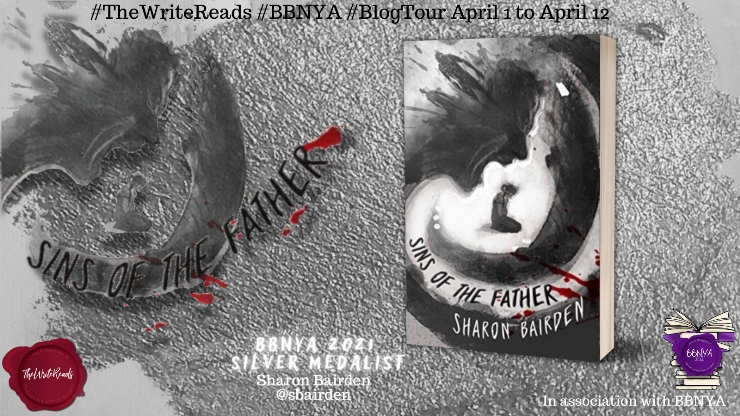 #TheWriteReads #BBNYA #BlogTour April 1 to April 12
SINS OF THE FATHER
SINS OF THE FATHER
SHARON BAIRDEN
BBNYA 2021
SILVER MEDALIST
Sharon Bairden
@sbairden
TheWriteReads
BBNYA
In association with BBNYA